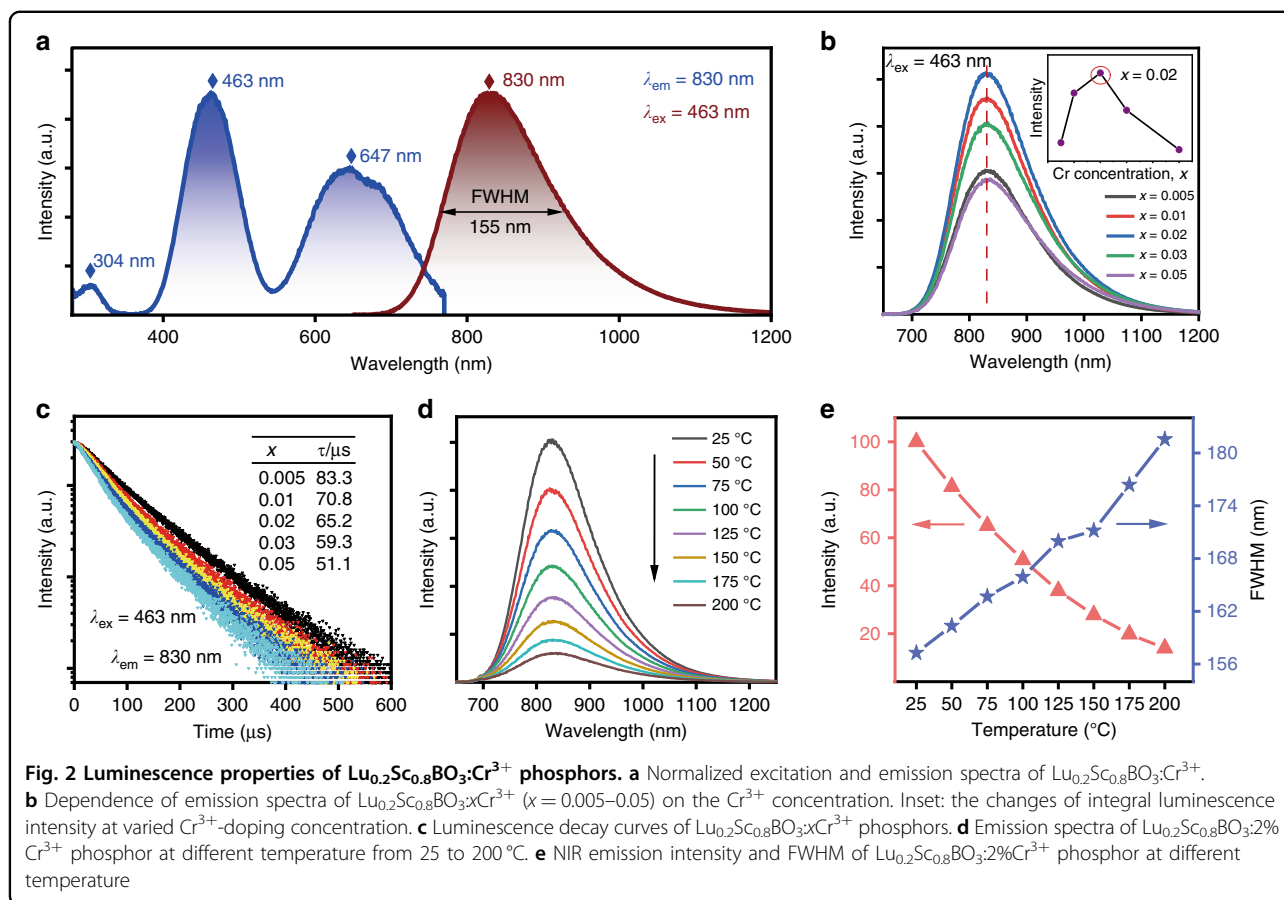 a
463 nm
830 nm
λem = 830 nm
λex = 463 nm
647 nm
FWHM
155 nm
304 nm
Intensity (a.u.)
400 600 800 1000 1200
Wavelength (nm)
b
λex = 463 nm
x = 0.02
Intensity
Cr concentration, x
x = 0.005
x = 0.01
x = 0.02
x = 0.03
x = 0.05
Intensity (a.u.)
700 800 900 1000 1100 1200
Wavelength (nm)
c
x τ/μs
0.005 83.3
0.01 70.8
0.02 65.2
0.03 59.3
0.05 51.1
λex = 463 nm
λem = 830 nm
Intensity (a.u.)
0 100 200 300 400 500 600
Time (μs)
d
25 °C
50 °C
75 °C
100 °C
125 °C
150 °C
175 °C
200 °C
Intensity (a.u.)
700 800 900 1000 1100 1200
Wavelength (nm)
e
100
80
60
40
20
Intensity (a.u.)
180
174
168
162
156
FWHM (nm)
25 50 75 100 125 150 175 200
Temperature (°C)
Fig. 2 Luminescence properties of Lu0.2Sc0.8BO3:Cr3+ phosphors. a Normalized excitation and emission spectra of Lu0.2Sc0.8BO3:Cr3+.
b Dependence of emission spectra of Lu0.2Sc0.8BO3:xCr3+ (x = 0.005–0.05) on the Cr3+ concentration. Inset: the changes of integral luminescence
intensity at varied Cr3+-doping concentration. c Luminescence decay curves of Lu0.2Sc0.8BO3:xCr3+ phosphors. d Emission spectra of Lu0.2Sc0.8BO3:2%
Cr3+ phosphor at different temperature from 25 to 200 °C. e NIR emission intensity and FWHM of Lu0.2Sc0.8BO3:2%Cr3+ phosphor at different
temperature